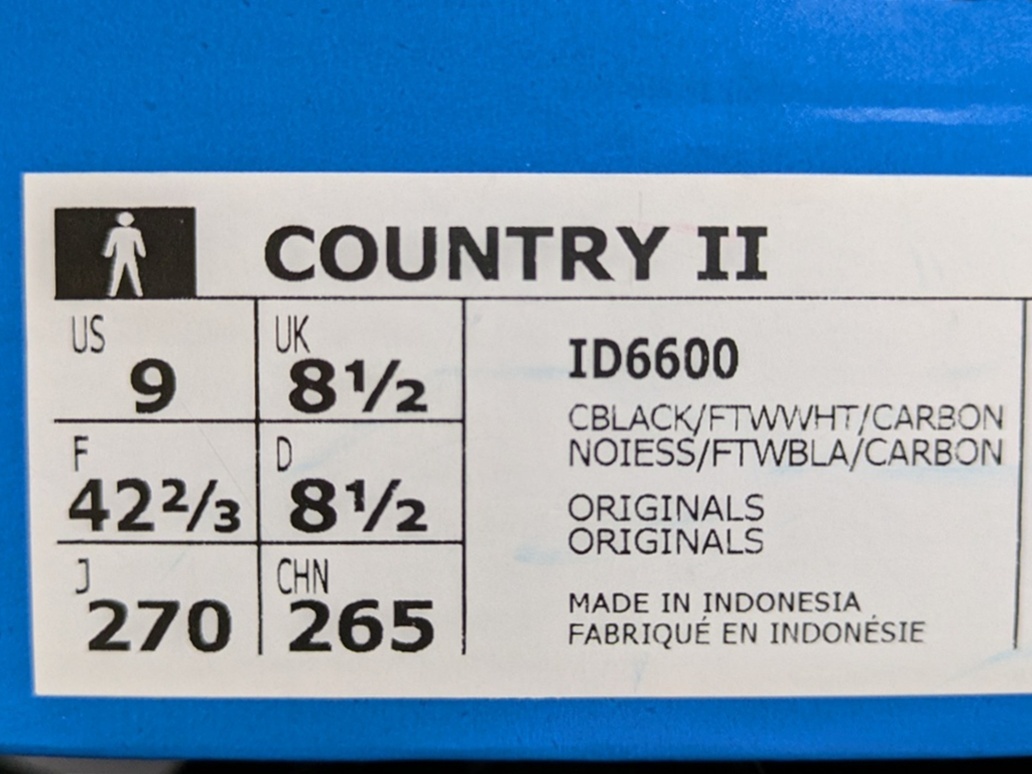 COUNTRY II
US UK
9 8½
ID6600
CBLACK/FTWWHT/CARBON
NOIESS/FTWBLA/CARBON
F D
42⅔ 8½
ORIGINALS
ORIGINALS
J CHN
270 265
MADE IN INDONESIA
FABRIQUÉ EN INDONÉSIE